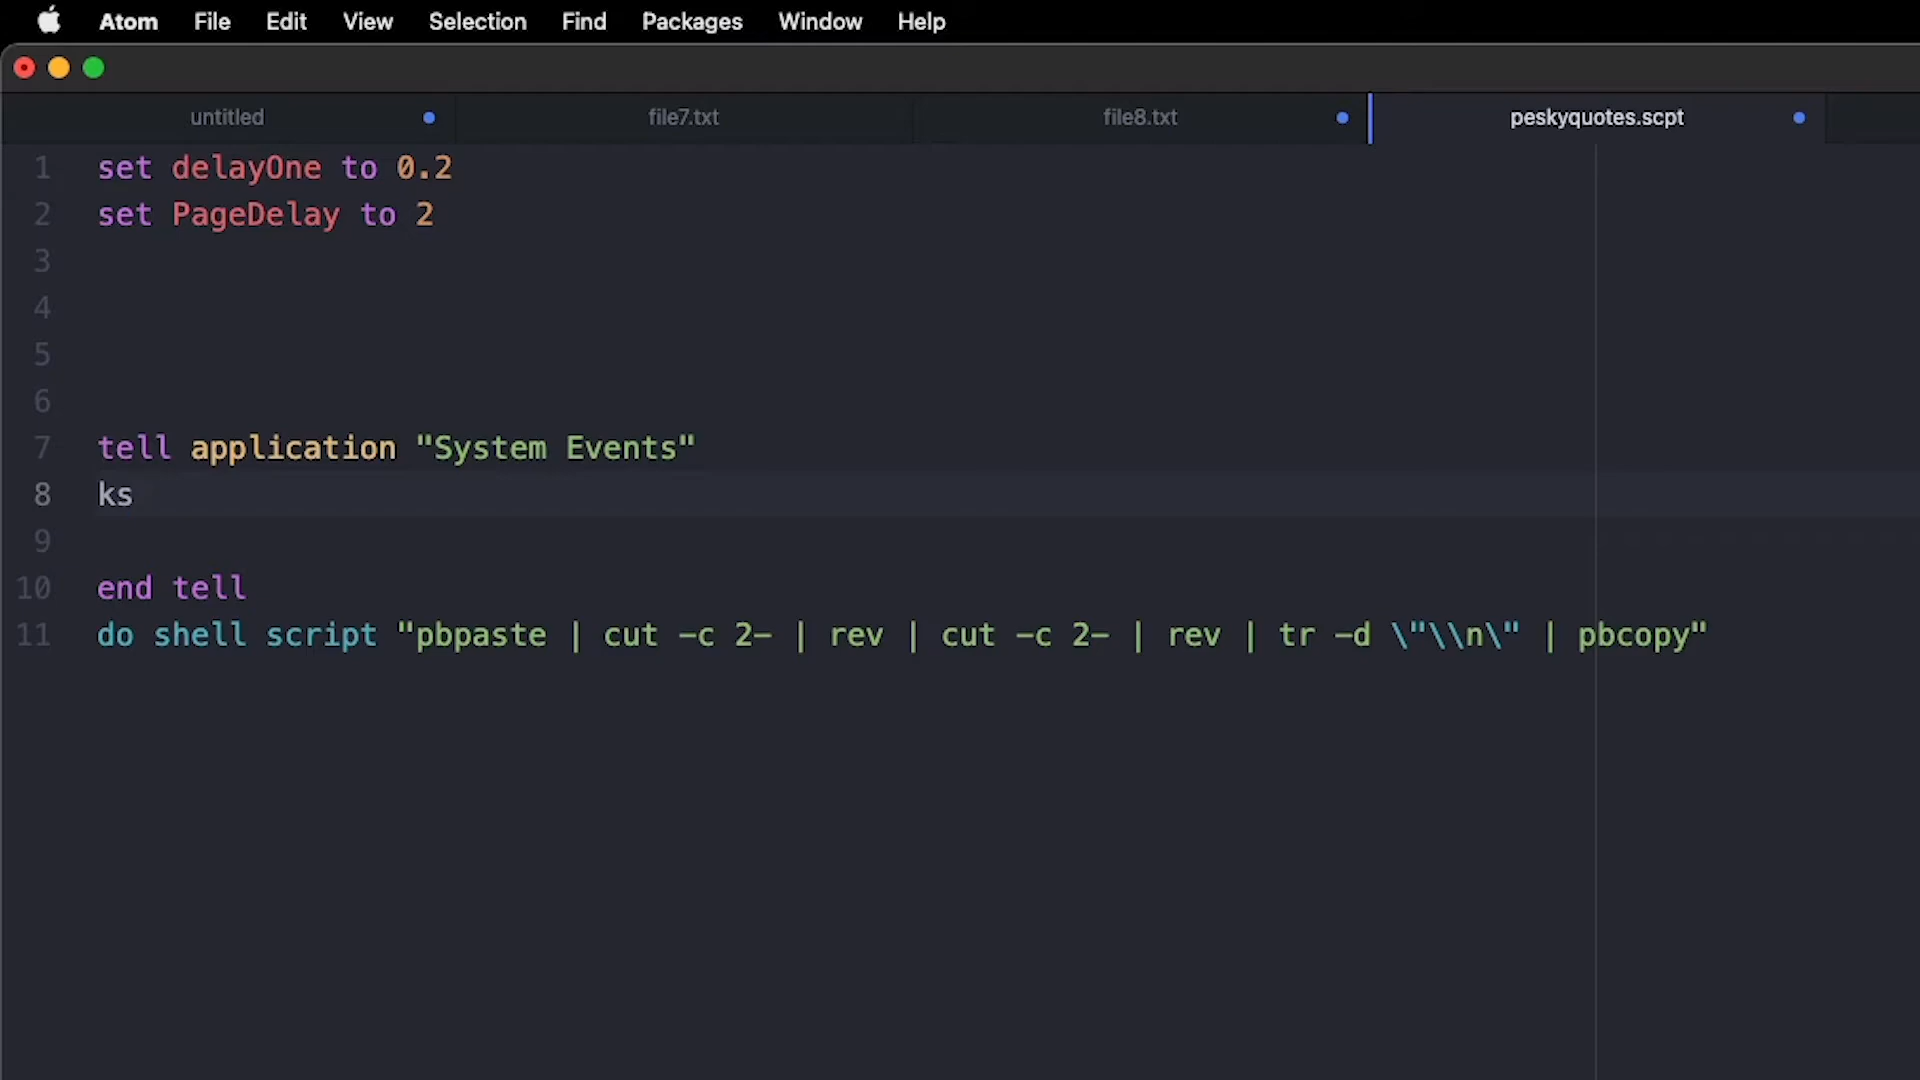 Atom File Edit View Selection Find Packages Window Help
untitled file7.txt file8.txt peskyquotes.scpt
1 set delayOne to 0.2
2 set PageDelay to 2
3
4
5
6
7 tell application "System Events"
8 ks
9
10 end tell
11 do shell script "pbpaste | cut -c 2- | rev | cut -c 2- | rev | tr -d \"\\n\" | pbcopy"